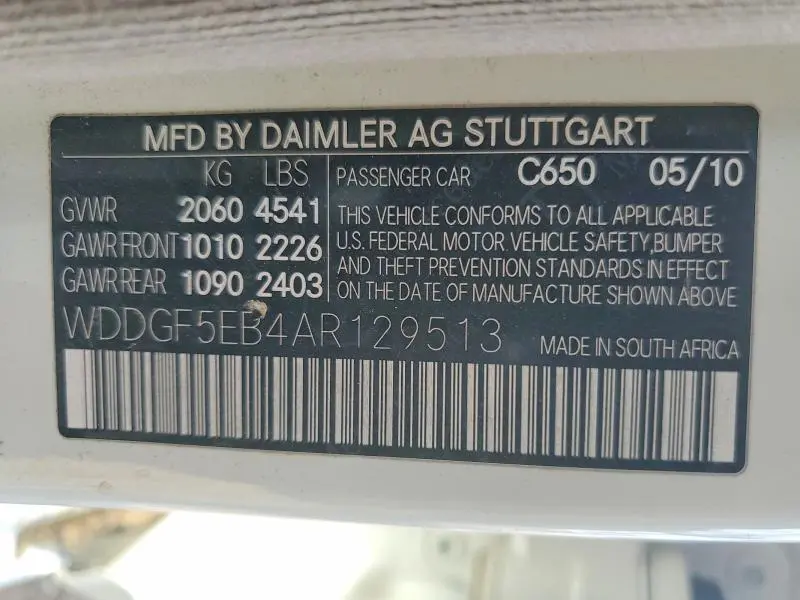 MFD BY DAIMLER AG STUTTGART
KG LBS
GVWR 2060 4541
GAWR FRONT 1010 2226
GAWR REAR 1090 2403
PASSENGER CAR C650 05/10
THIS VEHICLE CONFORMS TO ALL APPLICABLE
U.S. FEDERAL MOTOR VEHICLE SAFETY, BUMPER
AND THEFT PREVENTION STANDARDS IN EFFECT
ON THE DATE OF MANUFACTURE SHOWN ABOVE
WDDGF5EB4AR129513
MADE IN SOUTH AFRICA